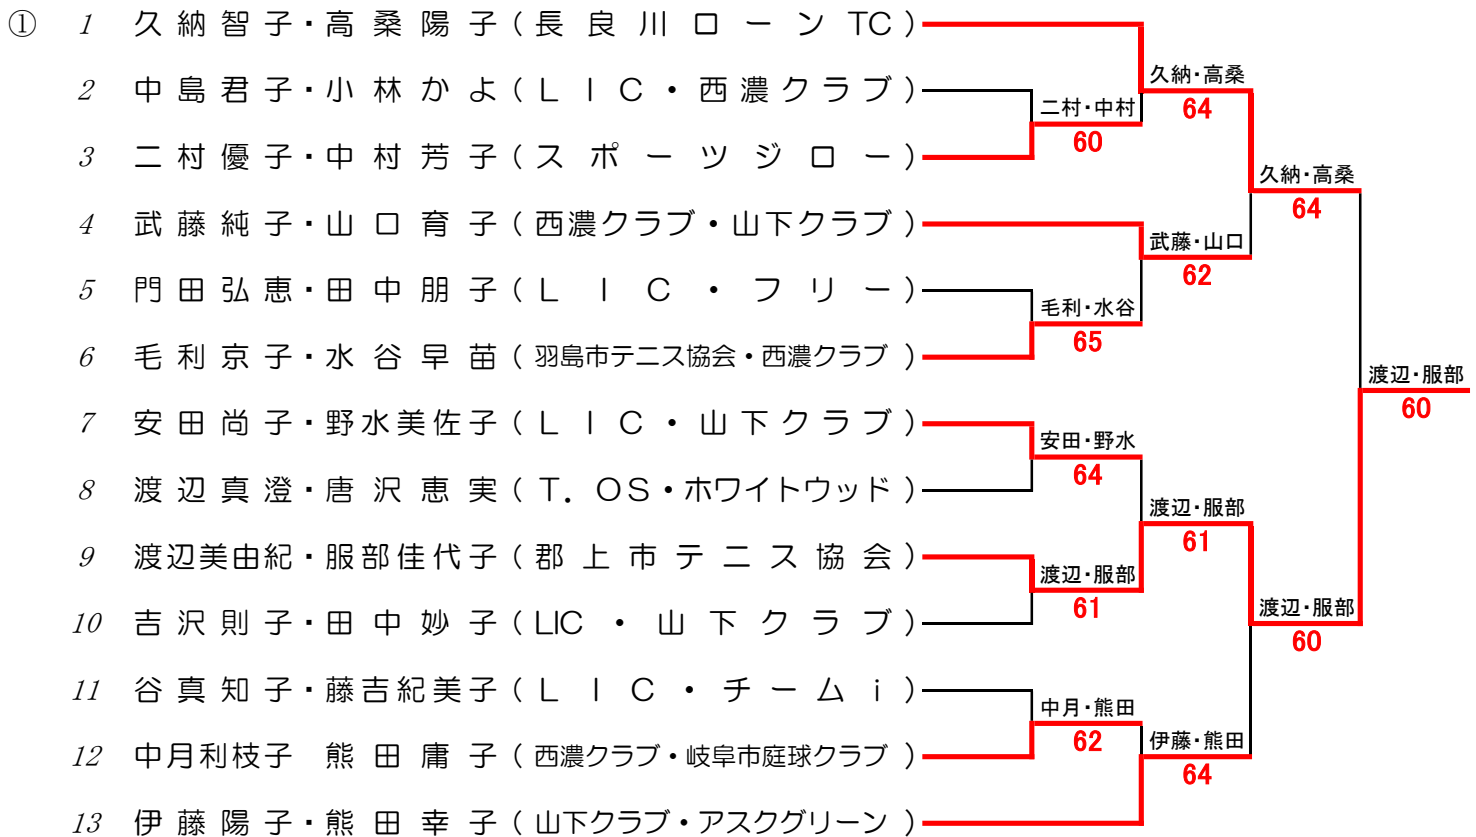 ① 1 久納智子・高桑陽子(長良川ローンTC)
2 中島君子・小林かよ(LIC・西濃クラブ)
3 二村優子・中村芳子(スポーツジロー)
4 武藤純子・山口育子(西濃クラブ・山下クラブ)
5 門田弘恵・田中朋子(LIC・フリー)
6 毛利京子・水谷早苗(羽島市テニス協会・西濃クラブ)
7 安田尚子・野水美佐子(LIC・山下クラブ)
8 渡辺真澄・唐沢恵実(T.OS・ホワイトウッド)
9 渡辺美由紀・服部佳代子(郡上市テニス協会)
10 吉沢則子・田中妙子(LIC・山下クラブ)
11 谷真知子・藤吉紀美子(LIC・チームi)
12 中月利枝子 熊田庸子(西濃クラブ・岐阜市庭球クラブ)
13 伊藤陽子・熊田幸子(山下クラブ・アスクグリーン)
二村・中村
60
毛利・水谷
65
安田・野水
64
渡辺・服部
61
中月・熊田
62
久納・高桑
64
武藤・山口
62
渡辺・服部
61
伊藤・熊田
64
久納・高桑
64
渡辺・服部
60
渡辺・服部
60